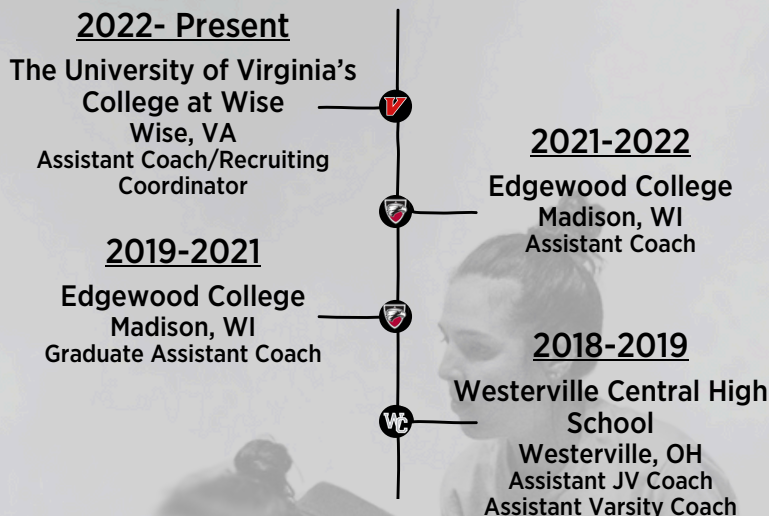 2022- Present
The University of Virginia’s
College at Wise
Wise, VA
Assistant Coach/Recruiting
Coordinator
V
2021-2022
Edgewood College
Madison, WI
Assistant Coach
2019-2021
Edgewood College
Madison, WI
Graduate Assistant Coach
2018-2019
Westerville Central High
School
Westerville, OH
Assistant JV Coach
Assistant Varsity Coach
WC